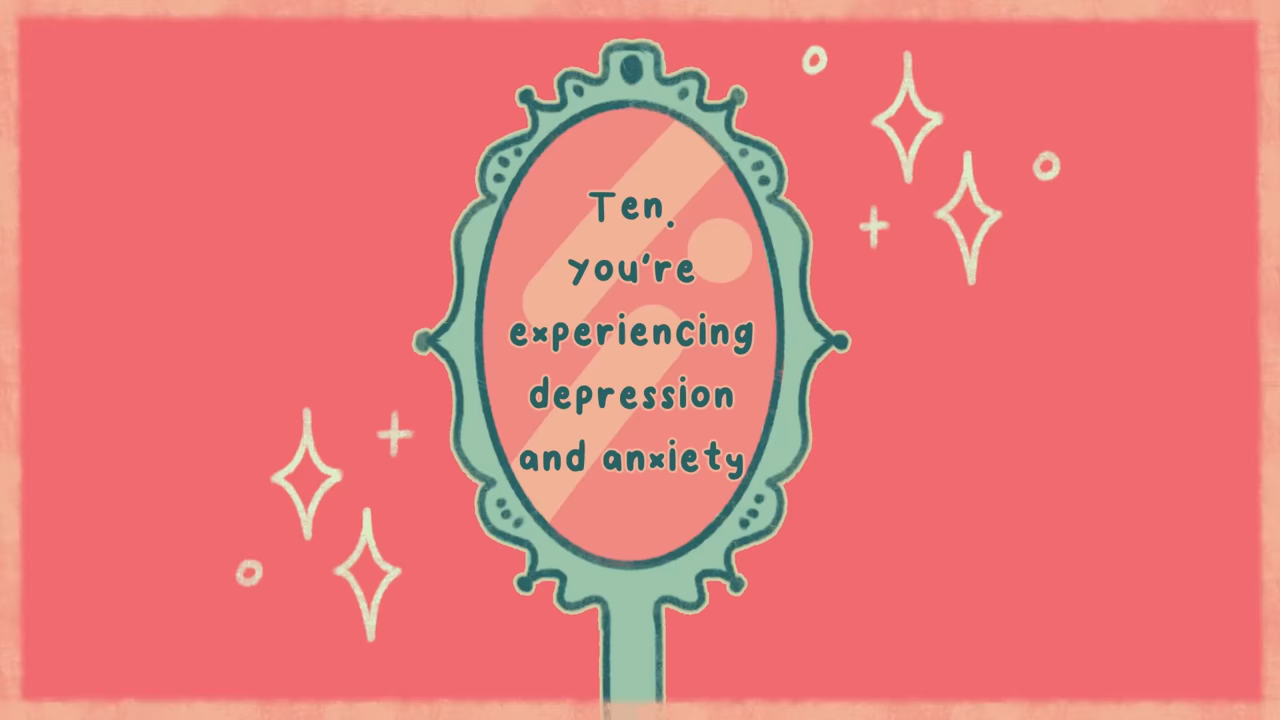 Ten.
you're
experiencing
depression
and anxiety